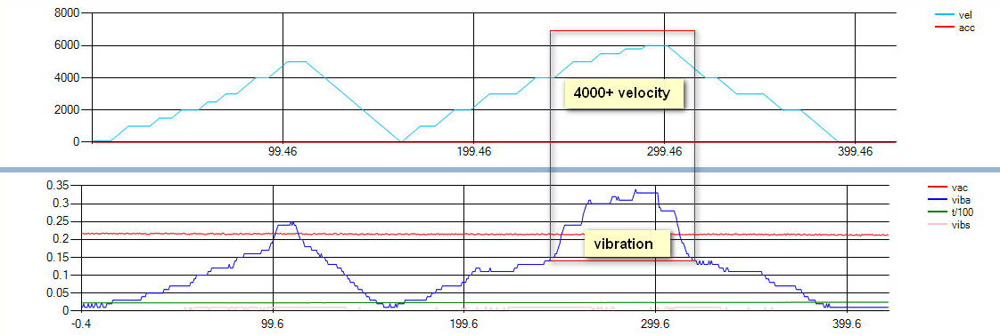 8000
vel
acc
6000
4000
4000+ velocity
2000
0
99.46
199.46
299.46
399.46
0.35
vac
0.3
viba
0.25
t/100
vibs
0.2
vibration
0.15
0.1
0.05
0
-0.4
99.6
199.6
299.6
399.6